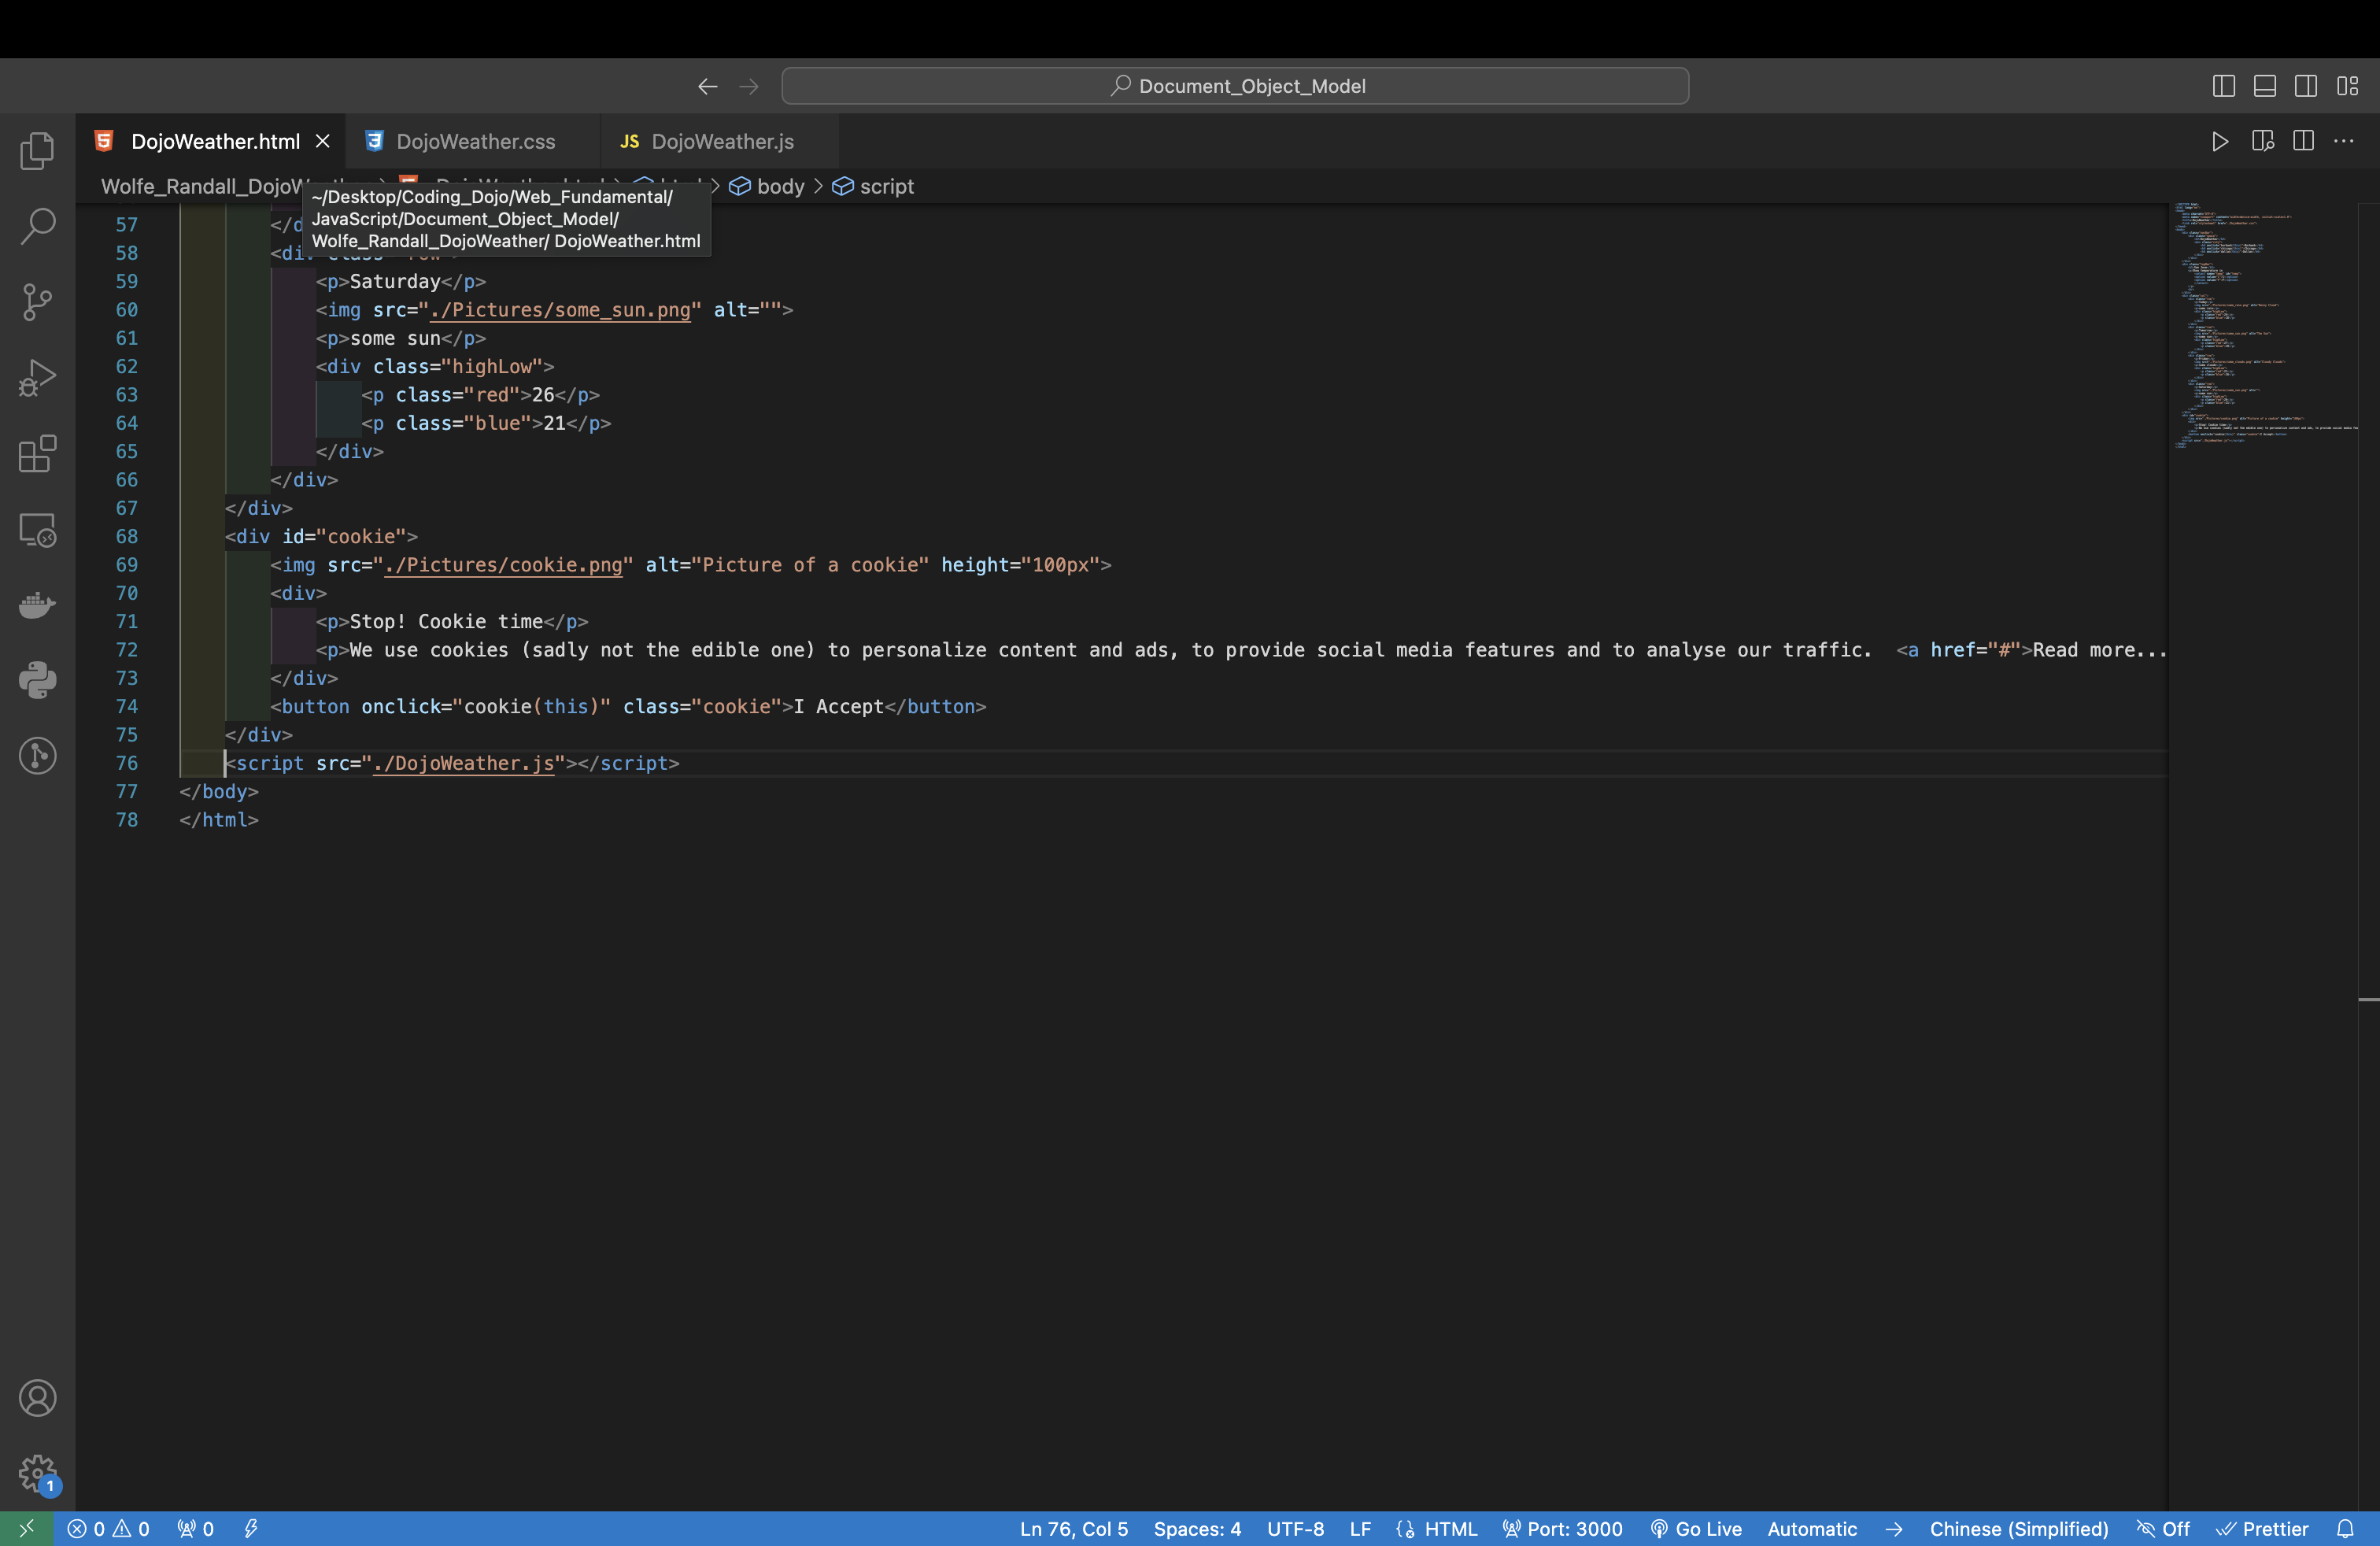 Document_Object_Model
DojoWeather.html
DojoWeather.css
JS DojoWeather.js
Wolfe_Randall_DojoW > body > script
~/Desktop/Coding_Dojo/Web_Fundamental/
JavaScript/Document_Object_Model/
Wolfe_Randall_DojoWeather/ DojoWeather.html
57 </d
58 <di
59 <p>Saturday</p>
60 <img src="./Pictures/some_sun.png" alt="">
61 <p>some sun</p>
62 <div class="highLow">
63 <p class="red">26</p>
64 <p class="blue">21</p>
65 </div>
66 </div>
67 </div>
68 <div id="cookie">
69 <img src="./Pictures/cookie.png" alt="Picture of a cookie" height="100px">
70 <div>
71 <p>Stop! Cookie time</p>
72 <p>We use cookies (sadly not the edible one) to personalize content and ads, to provide social media features and to analyse our traffic.  <a href="#">Read more...
73 </div>
74 <button onclick="cookie(this)" class="cookie">I Accept</button>
75 </div>
76 <script src="./DojoWeather.js"></script>
77 </body>
78 </html>
1
0 0 0 Ln 76, Col 5 Spaces: 4 UTF-8 LF HTML Port: 3000 Go Live Automatic Chinese (Simplified) Off Prettier